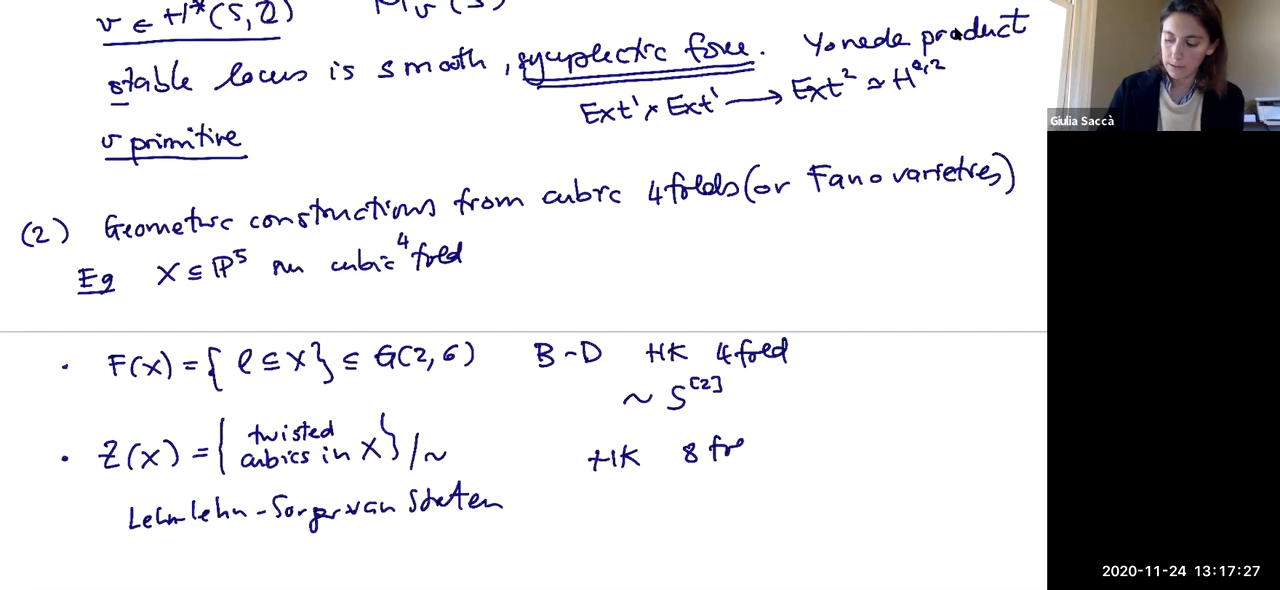 v ∈ H*(S, Z)
stable locus is smooth, symplectic form. Yoneda product
Ext¹ × Ext¹ ⟶ Ext² ≃ H^{0,2}
v primitive
(2) Geometric constructions from cubic 4folds (or Fano varieties)
Eg X ⊆ P⁵ sm cubic 4fold
• F(X) = { ℓ ⊆ X } ⊆ G(2, 6) B-D HK 4fold
~ S^[2]
• Z(X) = { twisted cubics in X } / ~ HK 8 fo
Lehn-Lehn-Sorger-van Straten
Giulia Saccà
2020-11-24 13:17:27